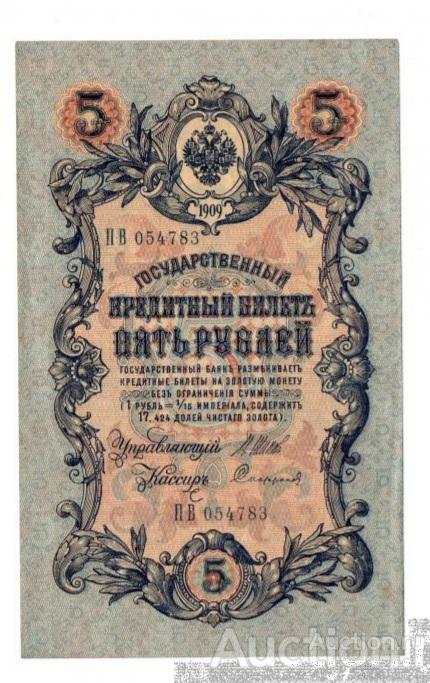 5 5
1909
ПВ 054783
ГОСУДАРСТВЕННЫЙ
КРЕДИТНЫЙ БИЛЕТЪ
ПЯТЬ РУБЛЕЙ
ГОСУДАРСТВЕННЫЙ БАНКЪ РАЗМѢНИВАЕТЪ
КРЕДИТНЫЕ БИЛЕТЫ НА ЗОЛОТУЮ МОНЕТУ
БЕЗЪ ОГРАНИЧЕНІЯ СУММЫ
(1 РУБЛЬ = 1/15 ИМПЕРІАЛА, СОДЕРЖИТЪ
17,424 ДОЛЕЙ ЧИСТАГО ЗОЛОТА).
Управляющій
Кассиръ
ПВ 054783
5